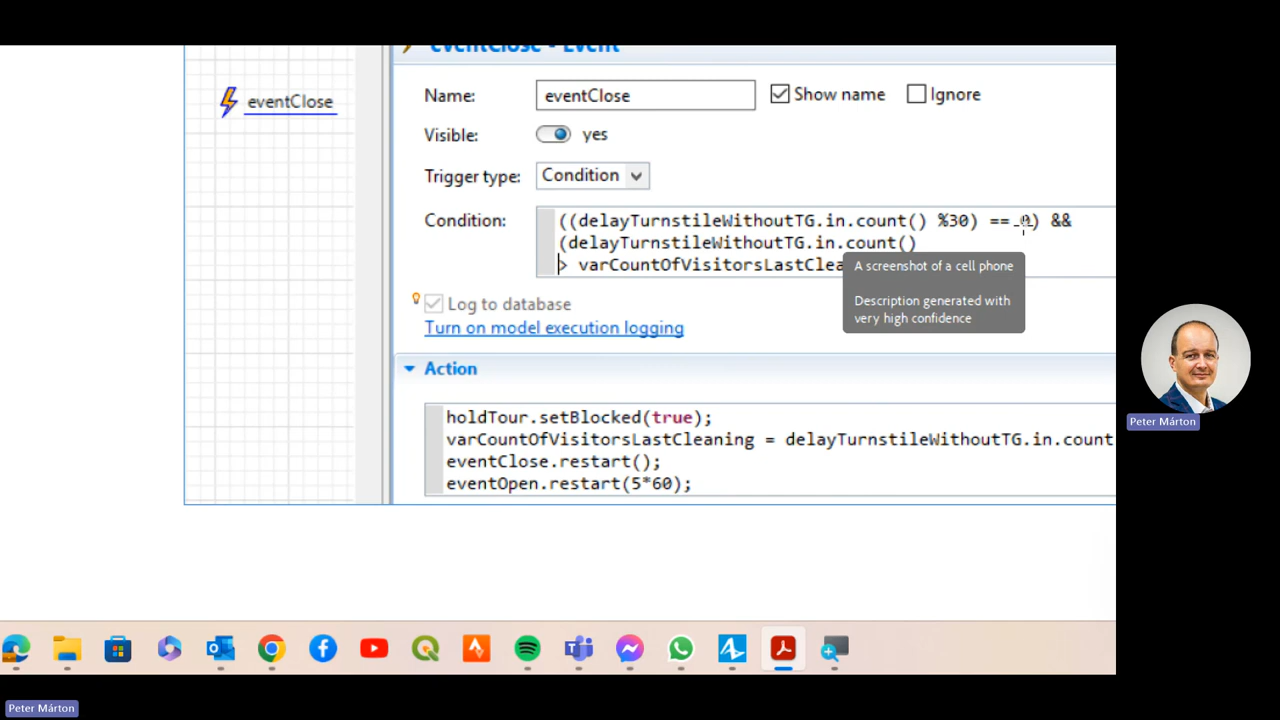 eventClose - Event
eventClose
Name:
eventClose
Show name
Ignore
Visible:
yes
Trigger type:
Condition
Condition:
((delayTurnstileWithoutTG.in.count() %30) == 0) &&
(delayTurnstileWithoutTG.in.count()
> varCountOfVisitorsLastClea
A screenshot of a cell phone
Description generated with
very high confidence
Log to database
Turn on model execution logging
Action
holdTour.setBlocked(true);
varCountOfVisitorsLastCleaning = delayTurnstileWithoutTG.in.count
eventClose.restart();
eventOpen.restart(5*60);
Peter Márton
Peter Márton